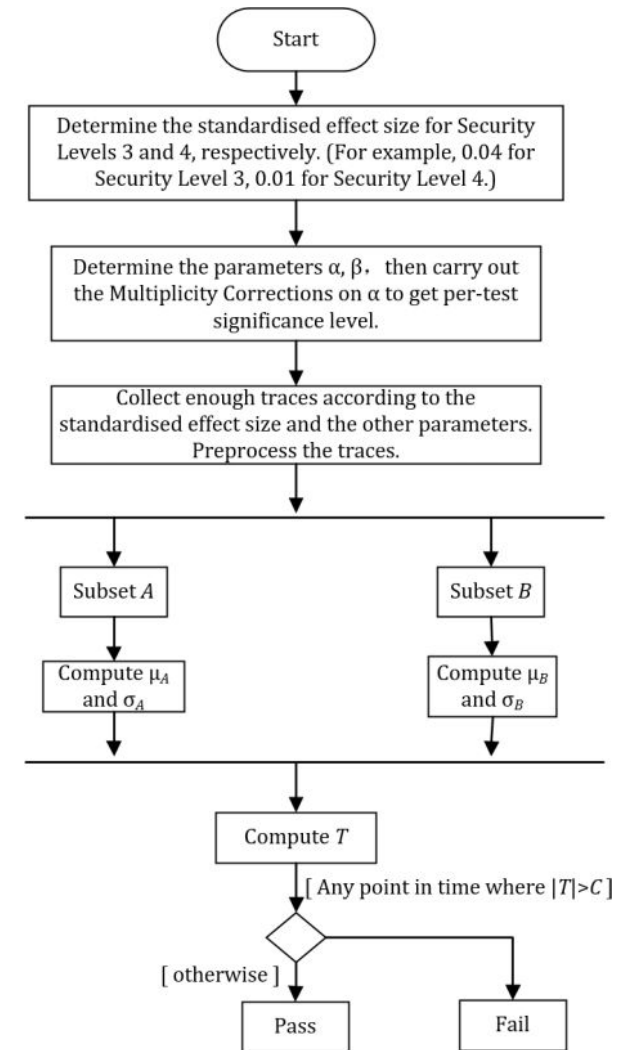 Start
Determine the standardised effect size for Security
Levels 3 and 4, respectively. (For example, 0.04 for
Security Level 3, 0.01 for Security Level 4.)
Determine the parameters α, β，then carry out
the Multiplicity Corrections on α to get per-test
significance level.
Collect enough traces according to the
standardised effect size and the other parameters.
Preprocess the traces.
Subset A
Subset B
Compute μA
and σA
Compute μB
and σB
Compute T
[ Any point in time where |T|>C ]
[ otherwise ]
Pass
Fail